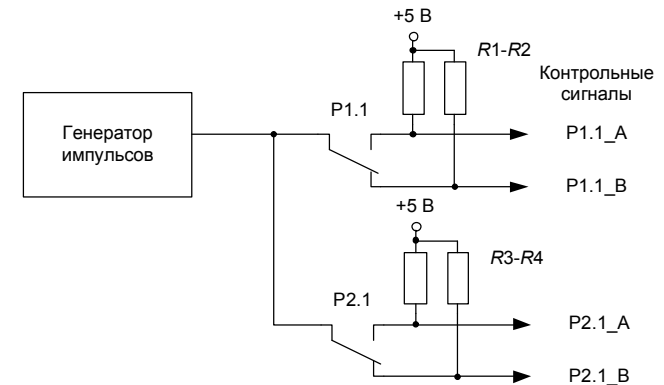 +5 В
R1-R2
Контрольные
сигналы
P1.1
Генератор
импульсов
P1.1_A
P1.1_B
+5 В
R3-R4
P2.1
P2.1_A
P2.1_B